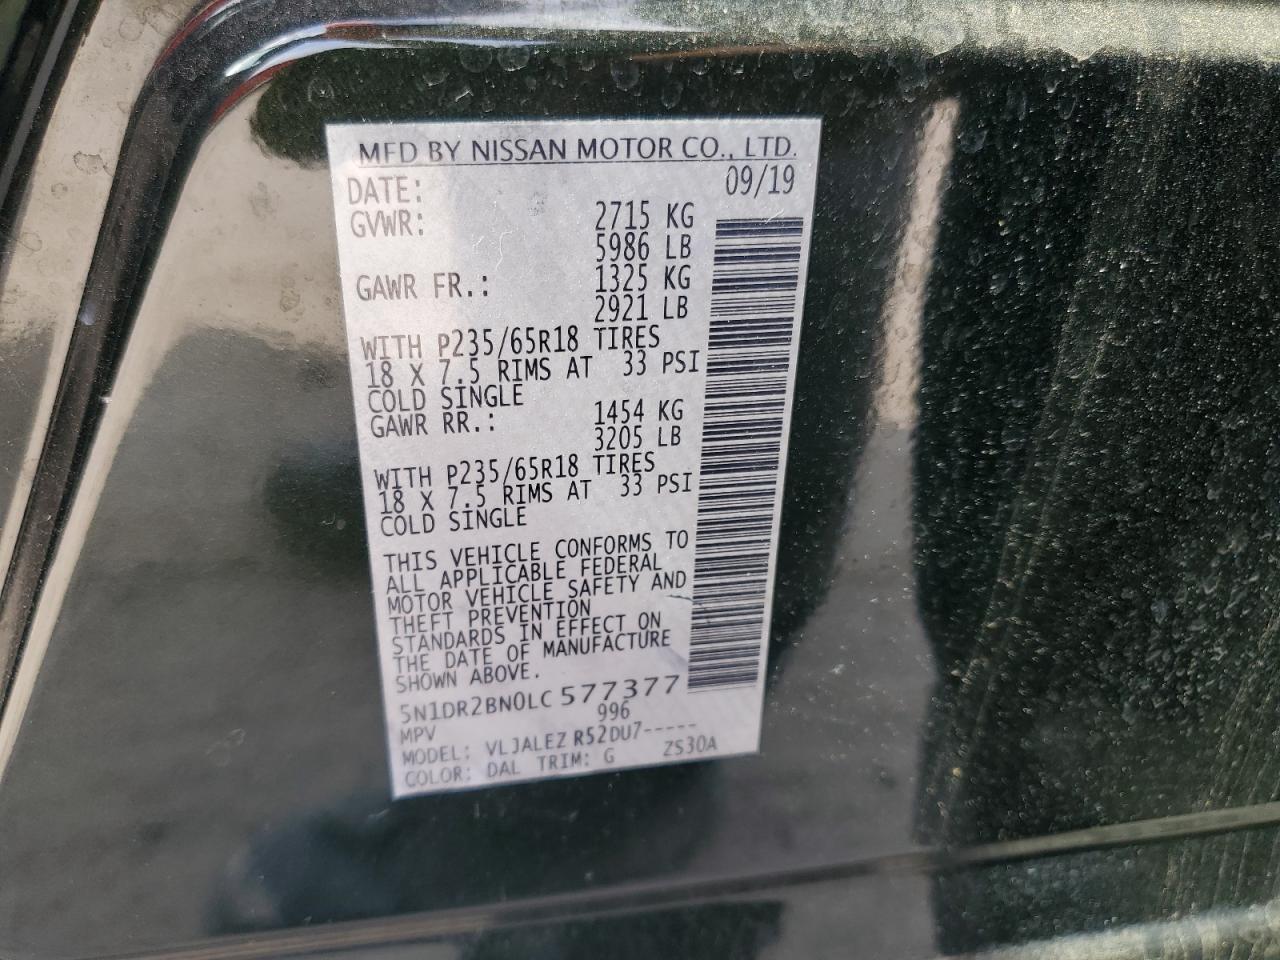 MFD BY NISSAN MOTOR CO., LTD.
DATE: 09/19
GVWR: 2715 KG
5986 LB
GAWR FR.: 1325 KG
2921 LB
WITH P235/65R18 TIRES
18 X 7.5 RIMS AT 33 PSI
COLD SINGLE
GAWR RR.: 1454 KG
3205 LB
WITH P235/65R18 TIRES
18 X 7.5 RIMS AT 33 PSI
COLD SINGLE
THIS VEHICLE CONFORMS TO
ALL APPLICABLE FEDERAL
MOTOR VEHICLE SAFETY AND
THEFT PREVENTION
STANDARDS IN EFFECT ON
THE DATE OF MANUFACTURE
SHOWN ABOVE.
5N1DR2BN0LC577377
MPV 996
MODEL: VLJALEZ R52DU7-----
COLOR: DAL TRIM: G ZS30A